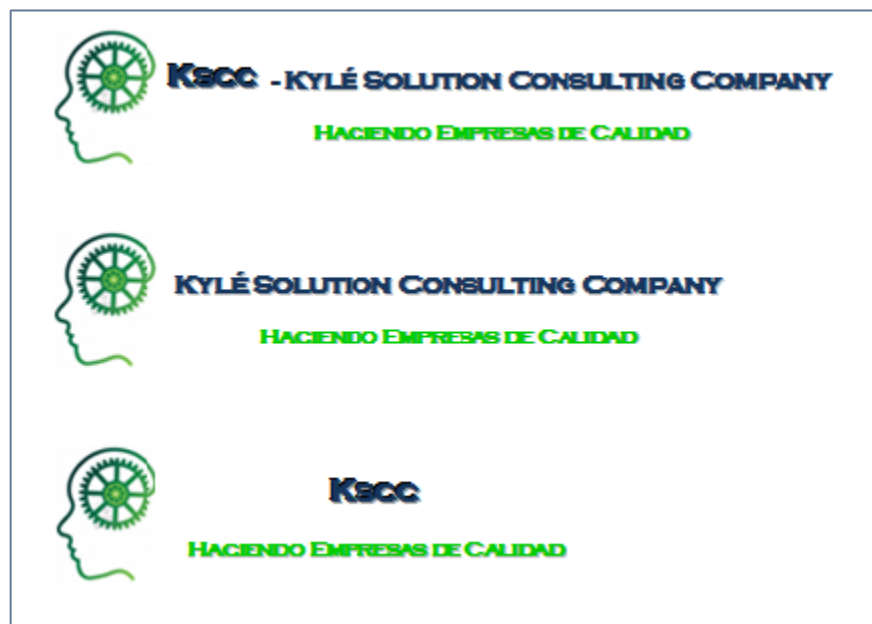 Kscc - Kylé Solution Consulting Company
Haciendo Empresas de Calidad
Kylé Solution Consulting Company
Haciendo Empresas de Calidad
Kscc
Haciendo Empresas de Calidad